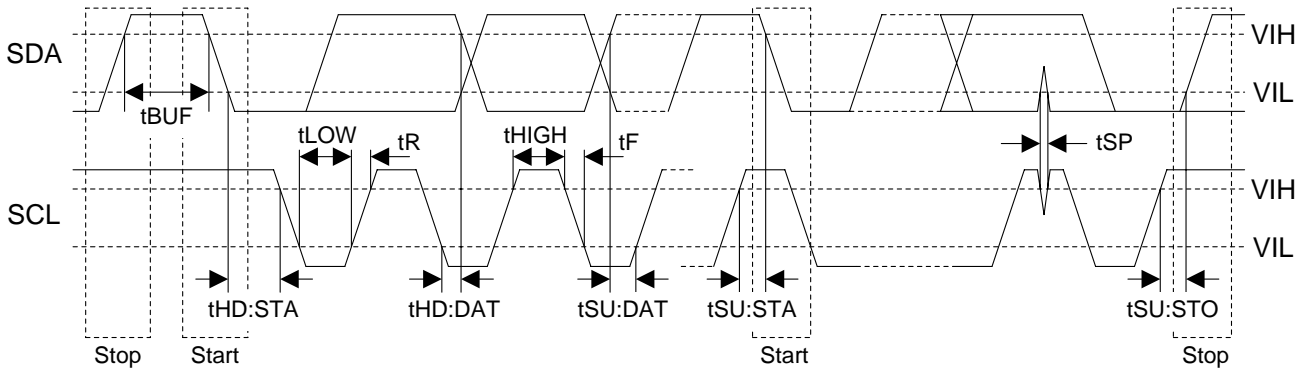 SDA
VIH
VIL
tBUF
tLOW
tR
tHIGH
tF
tSP
SCL
VIH
VIL
tHD:STA
tHD:DAT
tSU:DAT
tSU:STA
tSU:STO
Stop
Start
Start
Stop